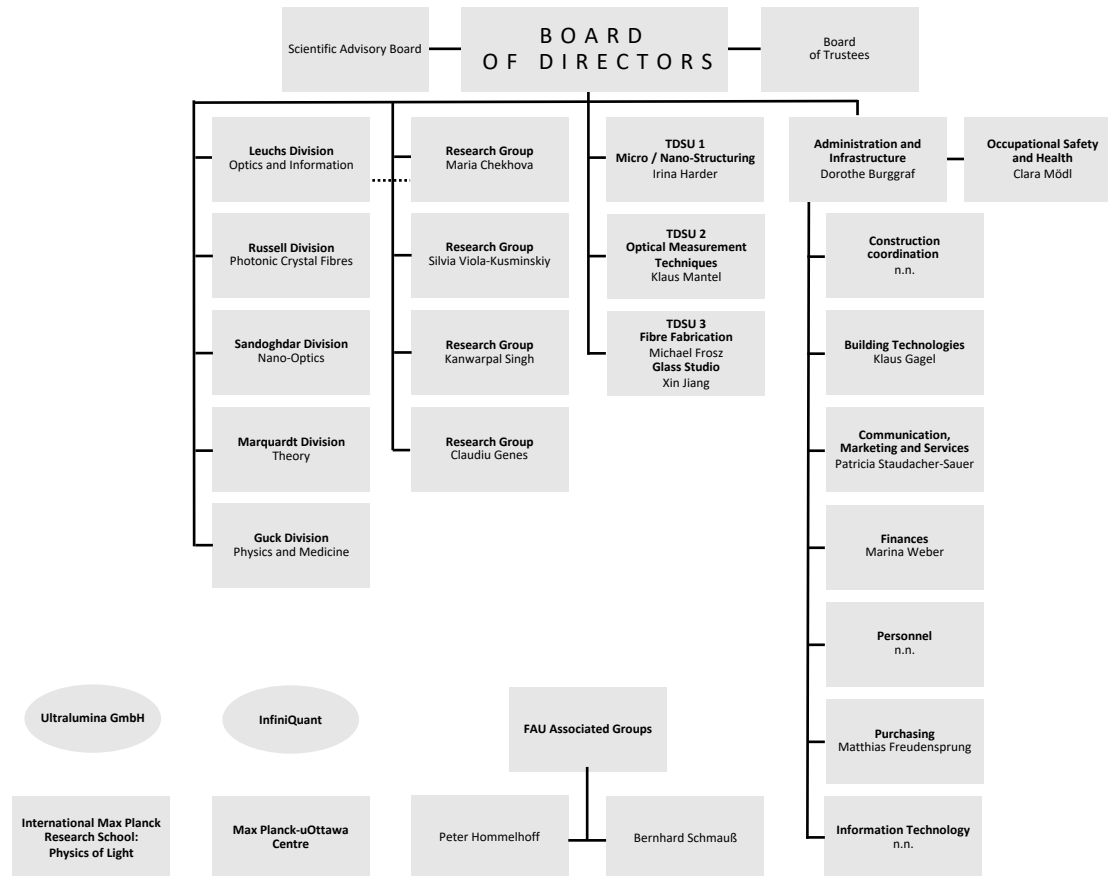 Scientific Advisory Board
BOARD
OF DIRECTORS
Board
of Trustees
Leuchs Division
Optics and Information
Russell Division
Photonic Crystal Fibres
Sandoghdar Division
Nano-Optics
Marquardt Division
Theory
Guck Division
Physics and Medicine
Research Group
Maria Chekhova
Research Group
Silvia Viola-Kusminskiy
Research Group
Kanwarpal Singh
Research Group
Claudiu Genes
TDSU 1
Micro / Nano-Structuring
Irina Harder
TDSU 2
Optical Measurement
Techniques
Klaus Mantel
TDSU 3
Fibre Fabrication
Michael Frosz
Glass Studio
Xin Jiang
Administration and
Infrastructure
Dorothe Burggraf
Occupational Safety
and Health
Clara Mödl
Construction
coordination
n.n.
Building Technologies
Klaus Gagel
Communication,
Marketing and Services
Patricia Staudacher-Sauer
Finances
Marina Weber
Personnel
n.n.
Purchasing
Matthias Freudensprung
Information Technology
n.n.
Ultralumina GmbH
InfiniQuant
FAU Associated Groups
International Max Planck
Research School:
Physics of Light
Max Planck-uOttawa
Centre
Peter Hommelhoff
Bernhard Schmauß